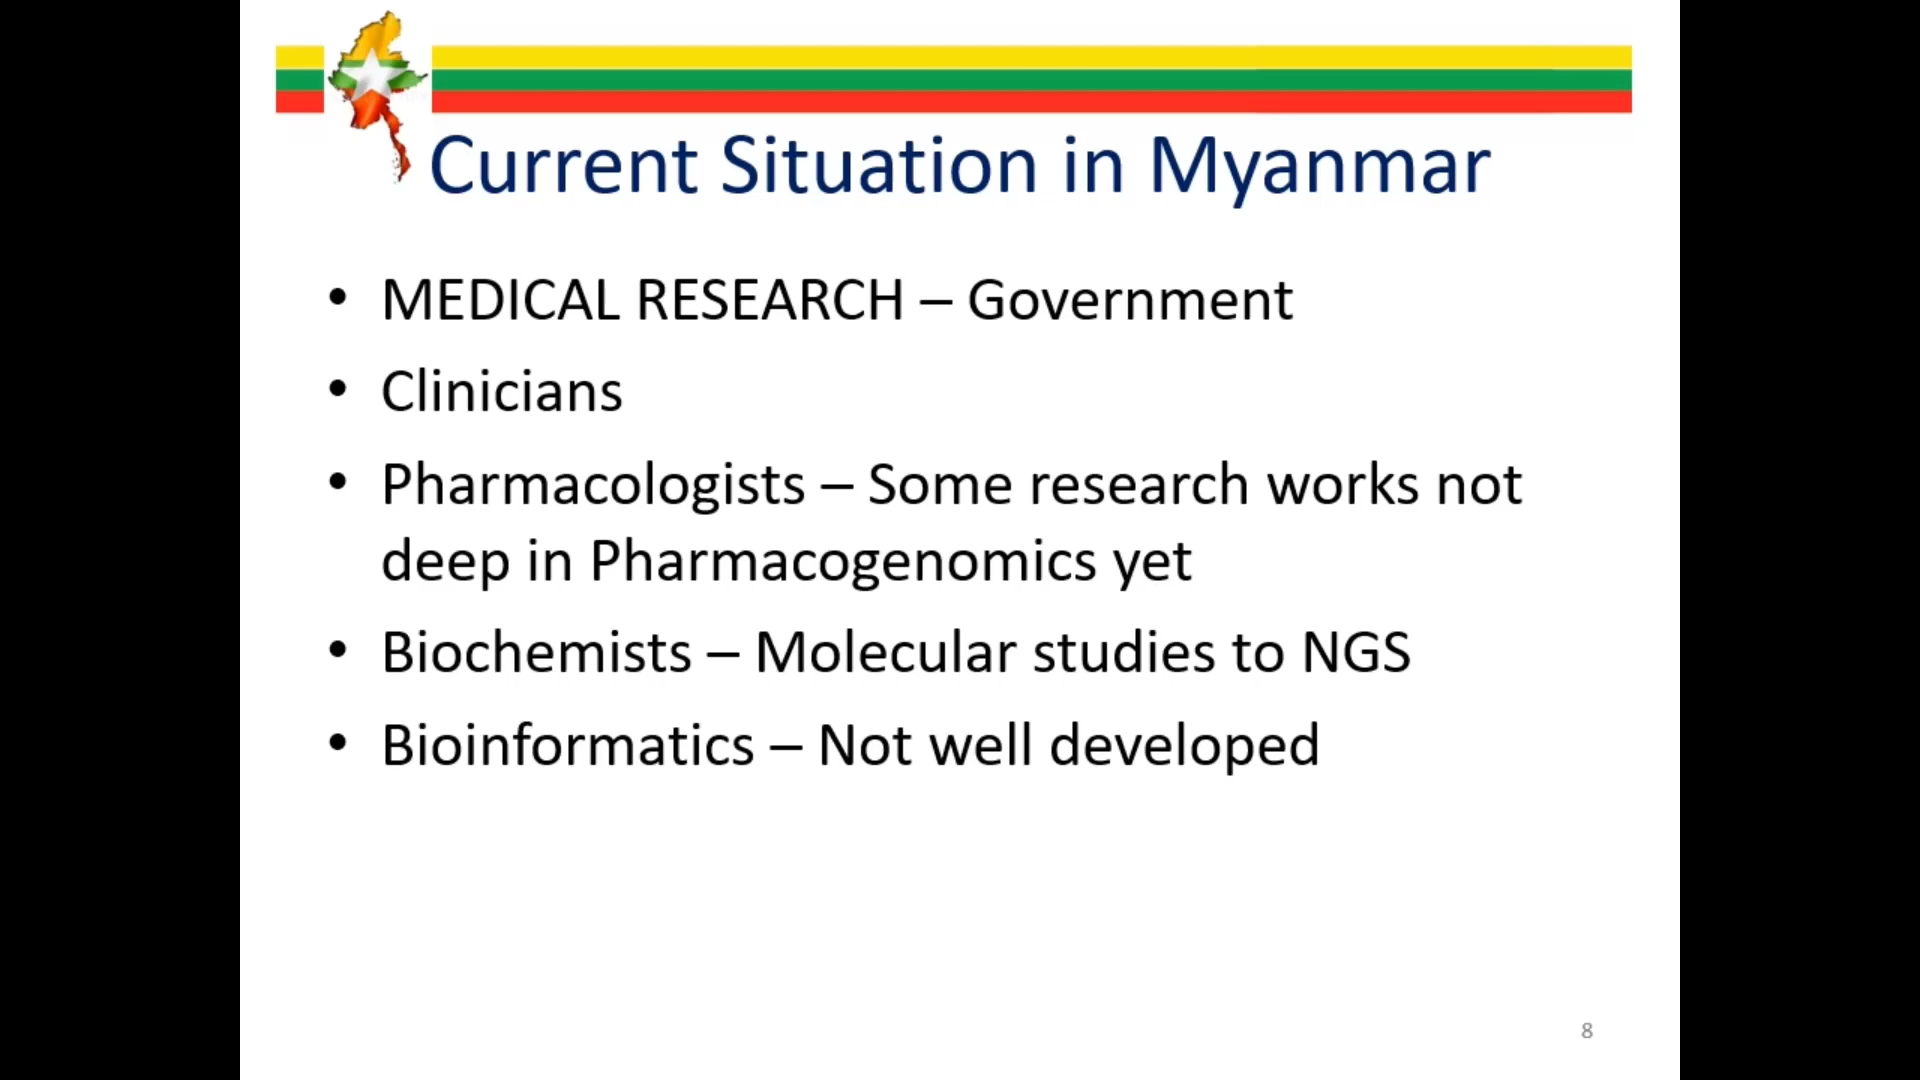 Current Situation in Myanmar
• MEDICAL RESEARCH – Government
• Clinicians
• Pharmacologists – Some research works not
deep in Pharmacogenomics yet
• Biochemists – Molecular studies to NGS
• Bioinformatics – Not well developed
8